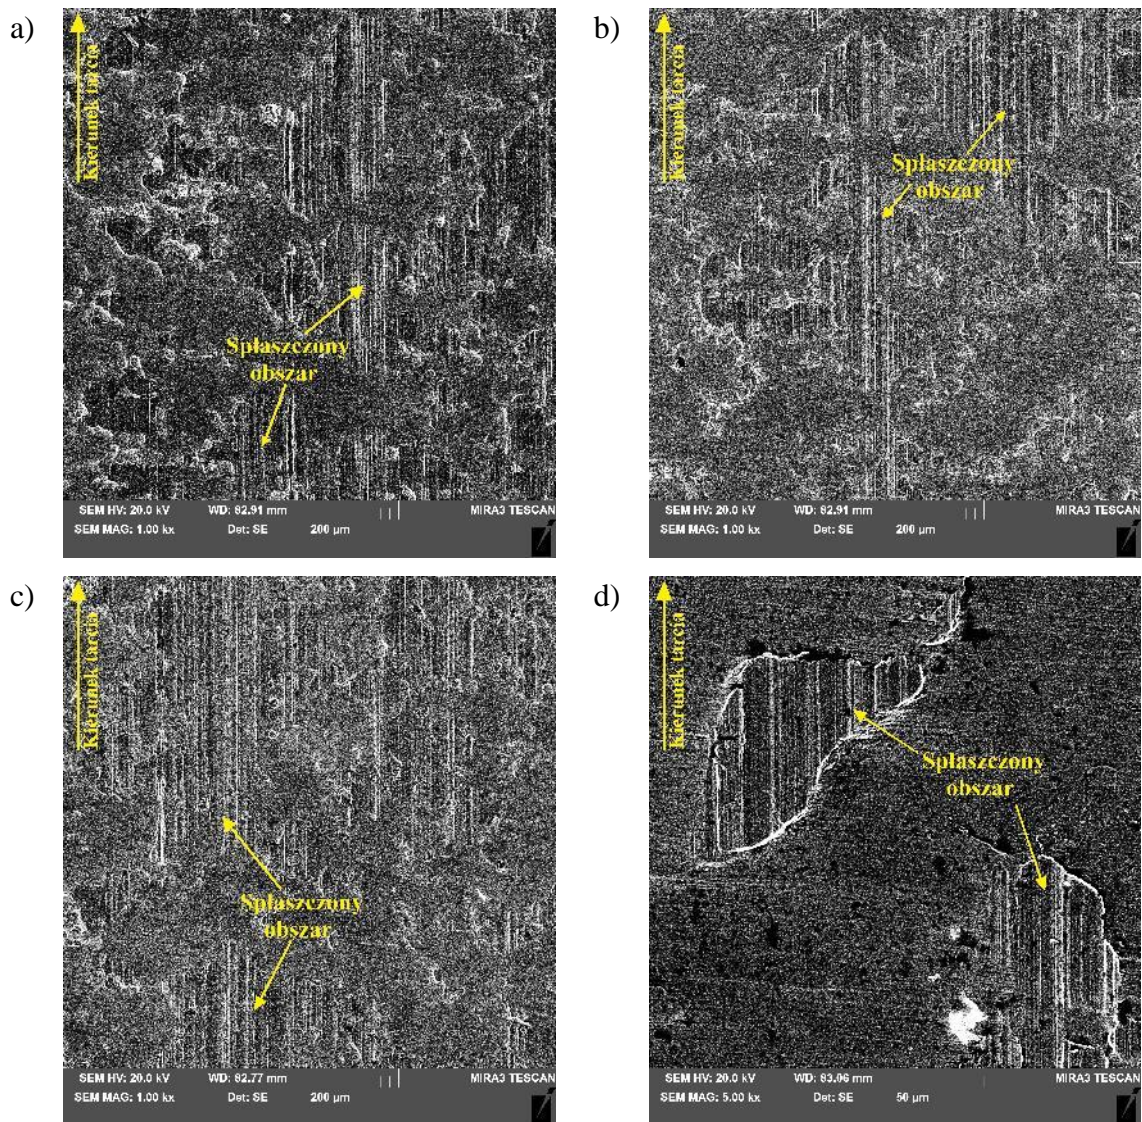 a)
Kierunek tarcia
Spłaszczony
obszar
SEM HV: 20.0 kV WD: 82.91 mm MIRA3 TESCAN
SEM MAG: 1.00 kx Det: SE 200 µm
b)
Kierunek tarcia
Spłaszczony
obszar
SEM HV: 20.0 kV WD: 82.91 mm MIRA3 TESCAN
SEM MAG: 1.00 kx Det: SE 200 µm
c)
Kierunek tarcia
Spłaszczony
obszar
SEM HV: 20.0 kV WD: 82.77 mm MIRA3 TESCAN
SEM MAG: 1.00 kx Det: SE 200 µm
d)
Kierunek tarcia
Spłaszczony
obszar
SEM HV: 20.0 kV WD: 83.06 mm MIRA3 TESCAN
SEM MAG: 5.00 kx Det: SE 50 µm